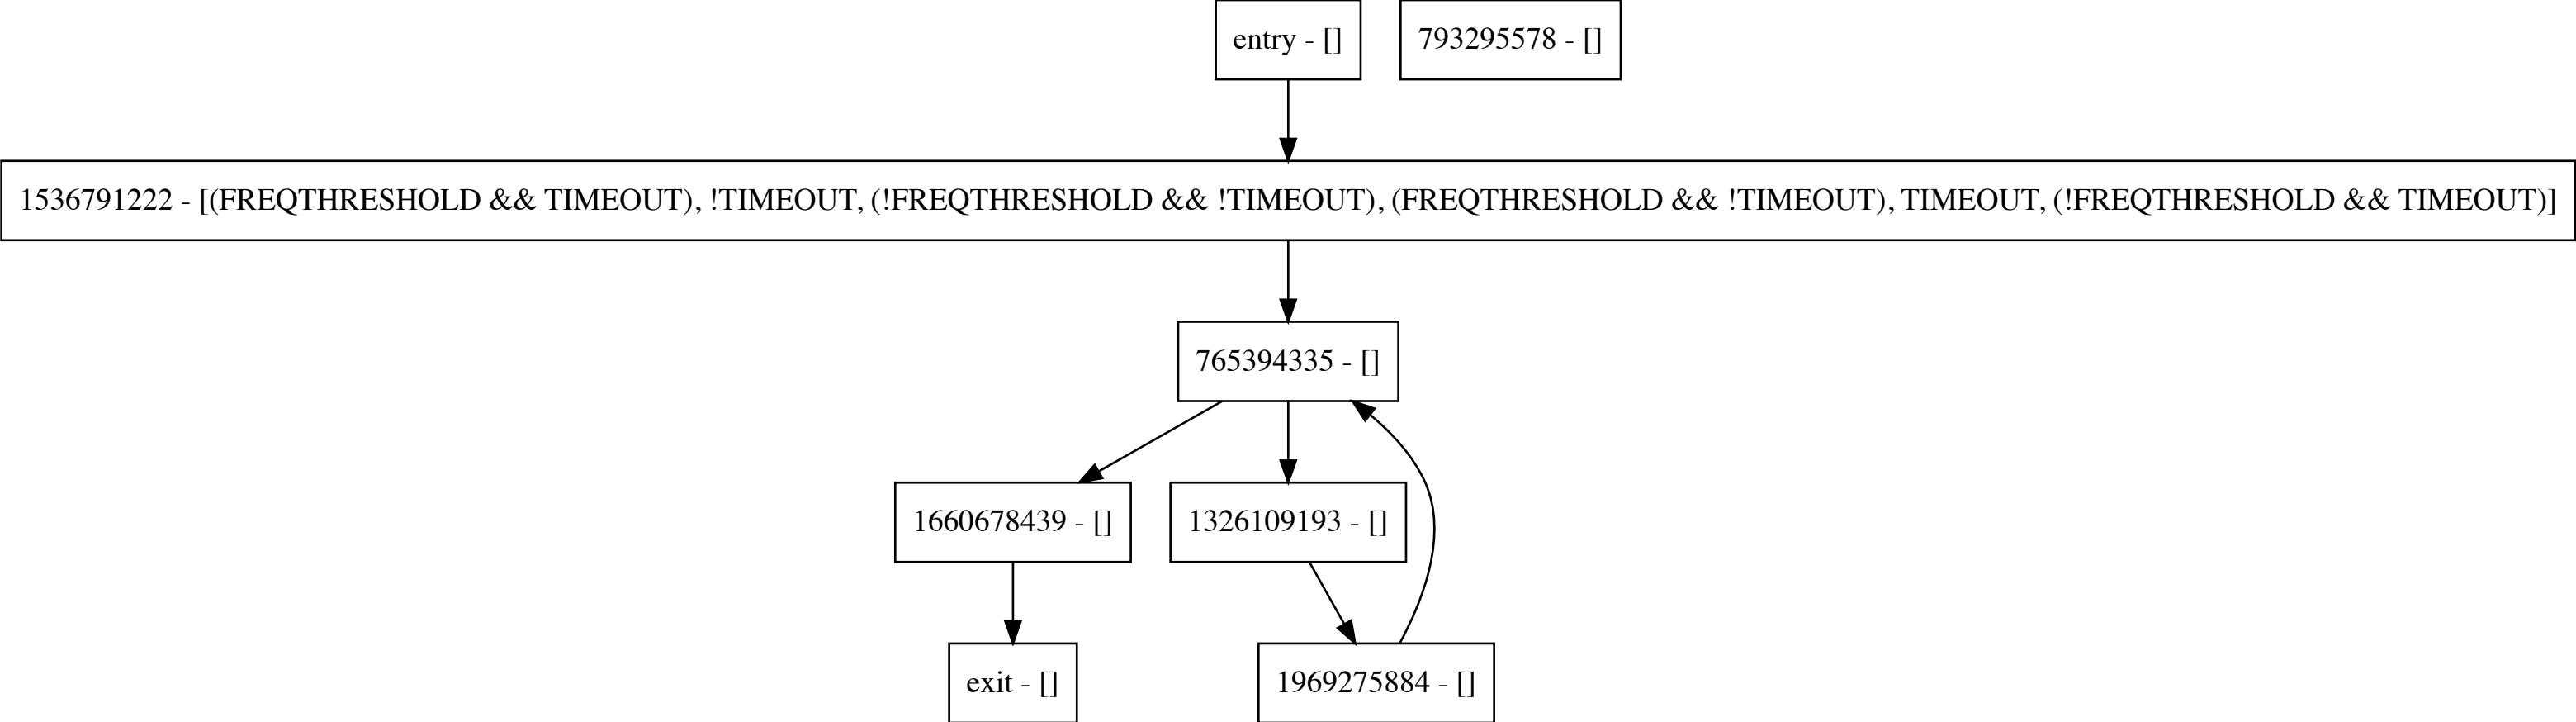 entry - []
793295578 - []
1536791222 - [(FREQTHRESHOLD && TIMEOUT), !TIMEOUT, (!FREQTHRESHOLD && !TIMEOUT), (FREQTHRESHOLD && !TIMEOUT), TIMEOUT, (!FREQTHRESHOLD && TIMEOUT)]
765394335 - []
1660678439 - []
1326109193 - []
exit - []
1969275884 - []